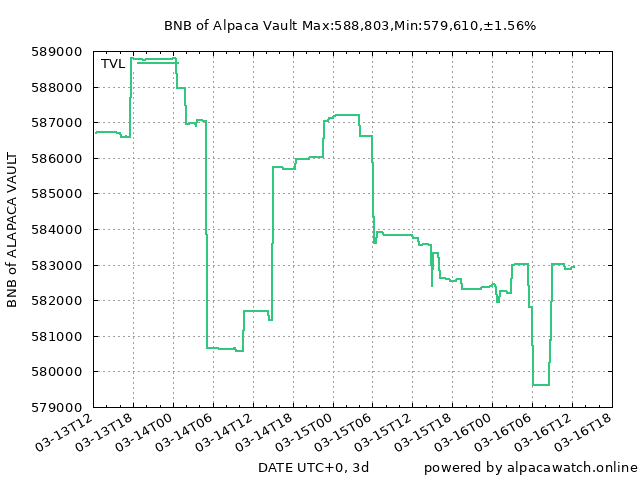 BNB of Alpaca Vault Max:588,803,Min:579,610,±1.56%
TVL
BNB of ALAPACA VAULT
589000
588000
587000
586000
585000
584000
583000
582000
581000
580000
579000
03-13T12
03-13T18
03-14T00
03-14T06
03-14T12
03-14T18
03-15T00
03-15T06
03-15T12
03-15T18
03-16T00
03-16T06
03-16T12
03-16T18
DATE UTC+0, 3d
powered by alpacawatch.online